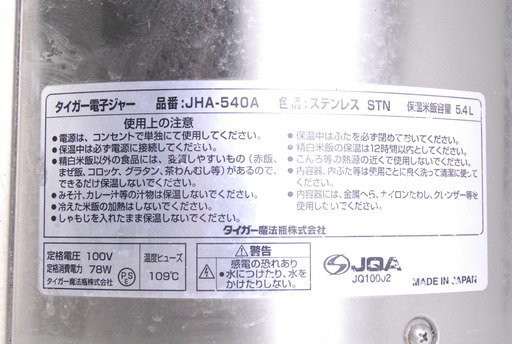 タイガー電子ジャー 品番:JHA-540A 色調:ステンレス STN 保温米飯容量 5.4L
使用上の注意
●電源は、コンセントで単独にて使用してください。
●保温中は必ず電源に接続してください。
●精白米飯以外の食品には、変質しやすいもの(赤飯、
まぜ飯、コロッケ、グラタン、茶わんむし等)があるので、
できるだけ保温しないでください。
●みそ汁、カレー汁等の汁物は保温しないでください。
●冷えた米飯の加熱はしないでください。
●しゃもじを入れたまま保温しないでください。
●保温中はふたを必ず閉めておいてください。
●精白米飯の保温は12時間以内としてください。
●こんろ等の熱源の近くで使用しないでください。
●内容器、内ぶた等は使用ごとに良く洗って清潔に使っ
てください。
●内容器には、金属へら、ナイロンたわし、クレンザー等を
使用しないでください。
タイガー魔法瓶株式会社
定格電圧 100V
定格消費電力 78W
タイガー魔法瓶株式会社
PS
E
温度ヒューズ
109℃
警告
感電の恐れあり
●水につけたり、水を
かけたりしない。
JQA
JQ100J2
MADE IN JAPAN